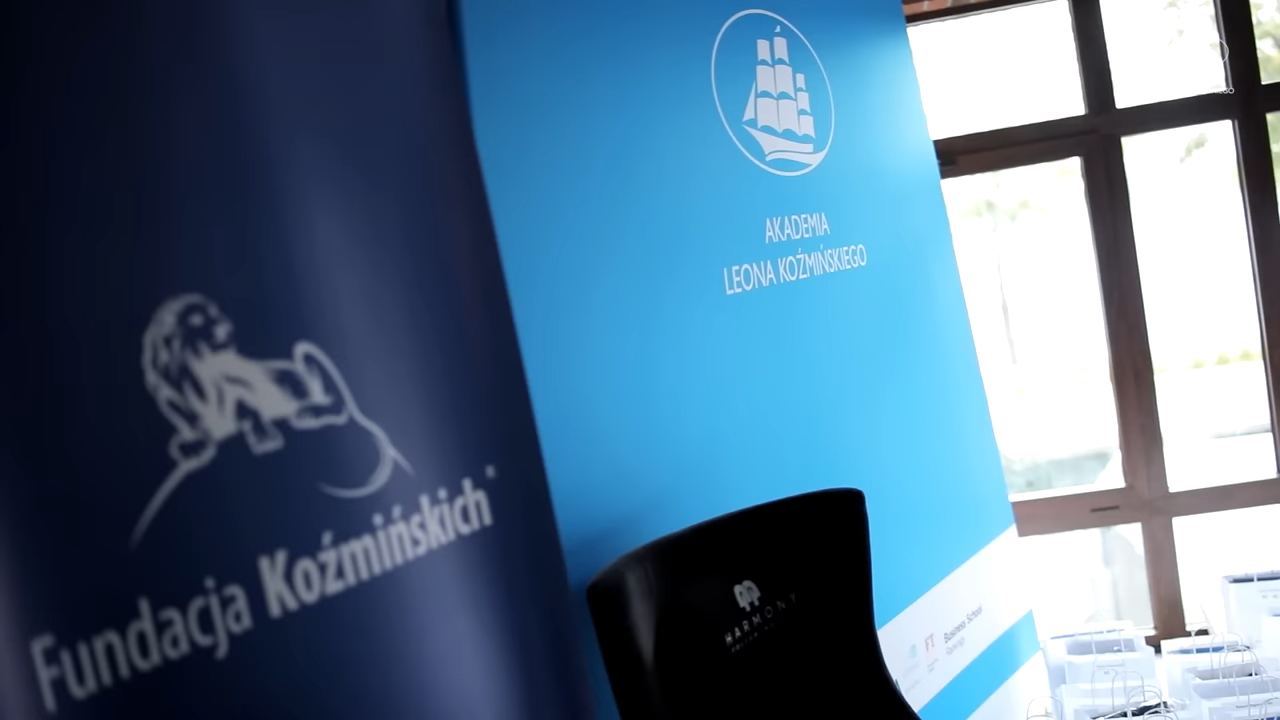 Fundacja Koźmińskich
AKADEMIA
LEONA KOŹMIŃSKIEGO
HARMONY
FT
Business School